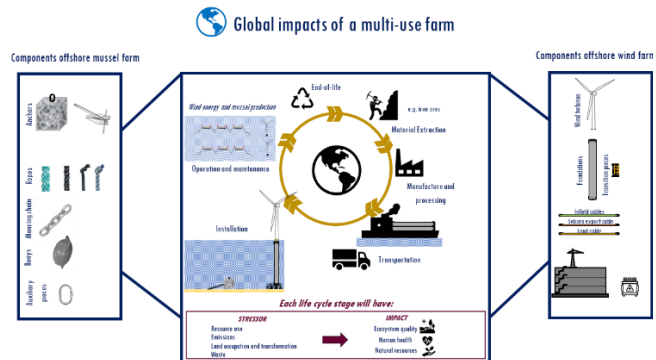 Global impacts of a multi-use farm
Components offshore mussel farm
Anchors
Ropes
Mooring chain
Buoys
Auxiliary
pieces
End-of-life
Wind energy and mussel production
e.g. iron ores
Material Extraction
Operation and maintenance
Manufacture and
processing
Installation
Transportation
Each life cycle stage will have:
STRESSOR
Resource use
Emissions
Land occupation and transformation
Waste
IMPACT
Ecosystem quality
Human health
Natural resources
Components offshore wind farm
Wind turbines
Foundations
Transition pieces
Infield cables
Subsea export cable
Land cable